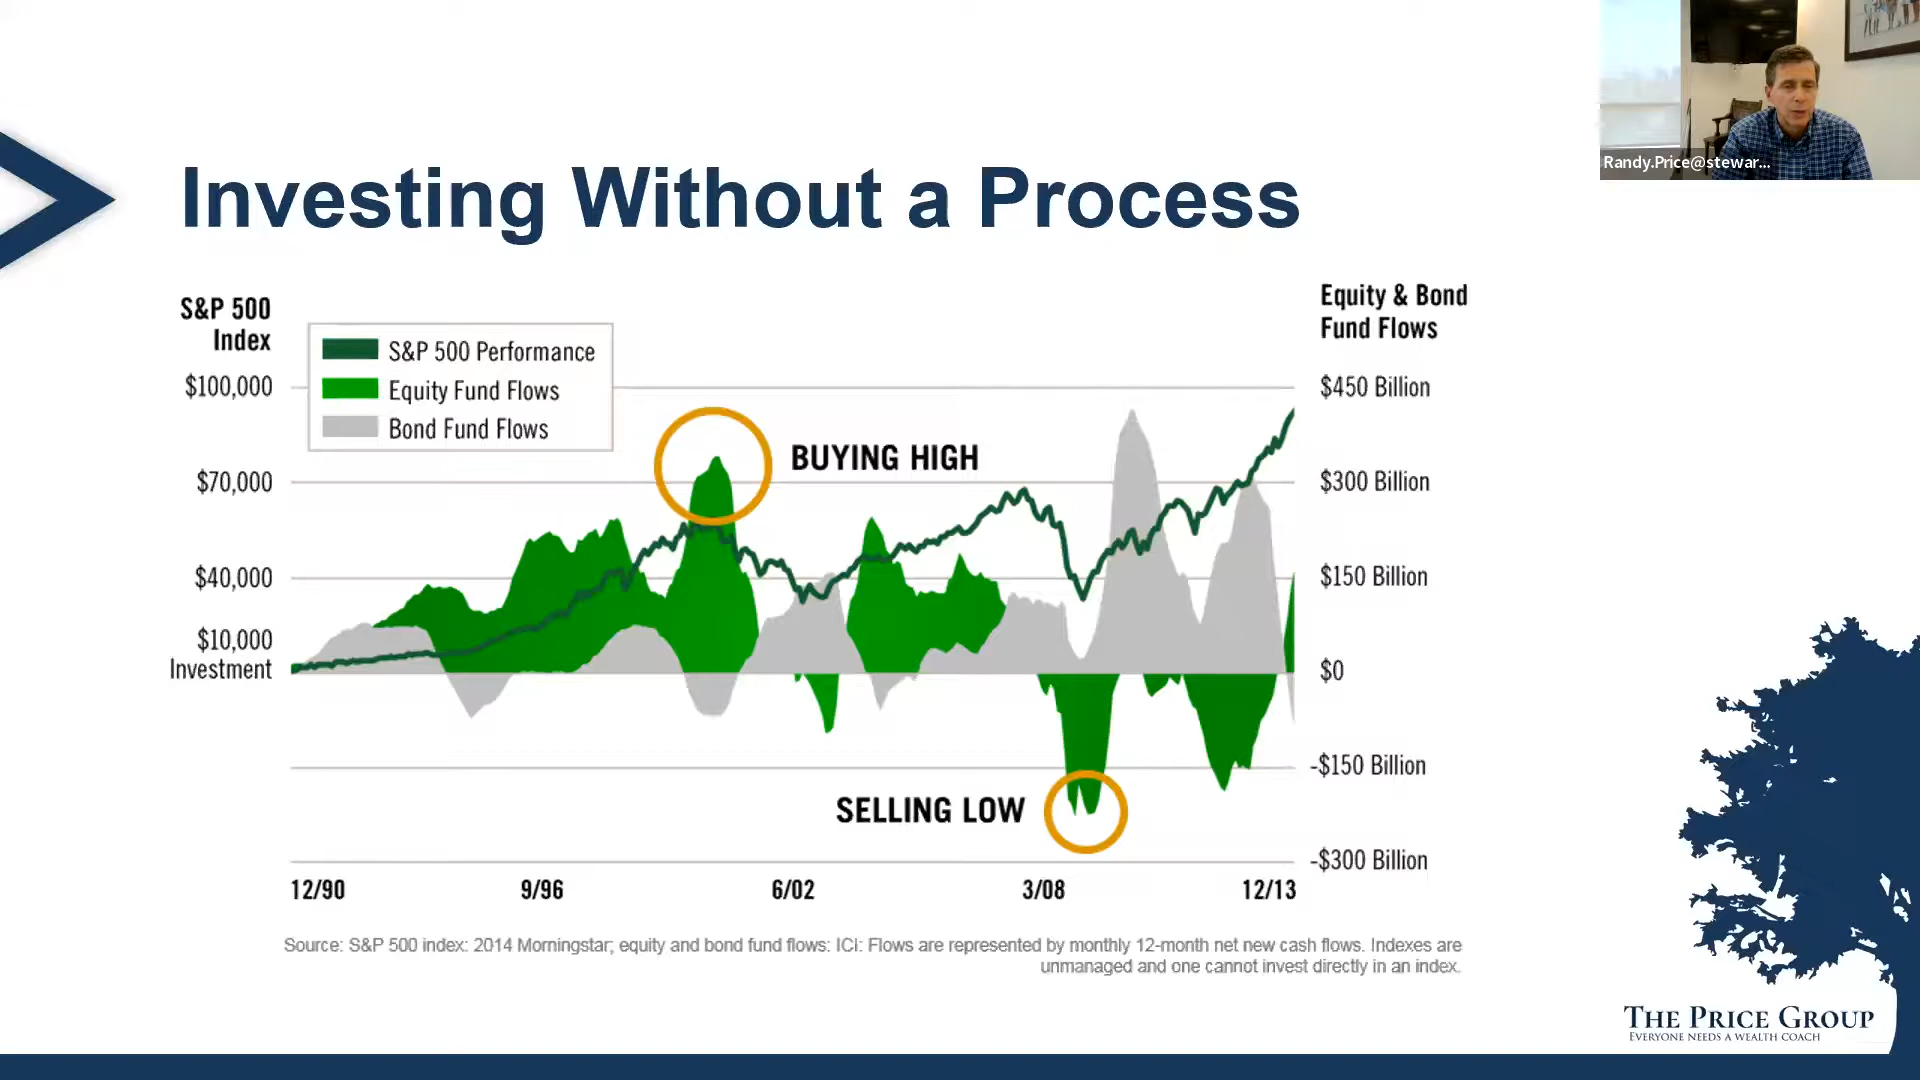 Randy.Price@stewar...
Investing Without a Process
S&P 500
Index
Equity & Bond
Fund Flows
S&P 500 Performance
Equity Fund Flows
Bond Fund Flows
$100,000
$70,000
$40,000
$10,000
Investment
$450 Billion
$300 Billion
$150 Billion
$0
-$150 Billion
-$300 Billion
BUYING HIGH
SELLING LOW
12/90
9/96
6/02
3/08
12/13
Source: S&P 500 index: 2014 Morningstar; equity and bond fund flows: ICI: Flows are represented by monthly 12-month net new cash flows. Indexes are
unmanaged and one cannot invest directly in an index.
THE PRICE GROUP
EVERYONE NEEDS A WEALTH COACH